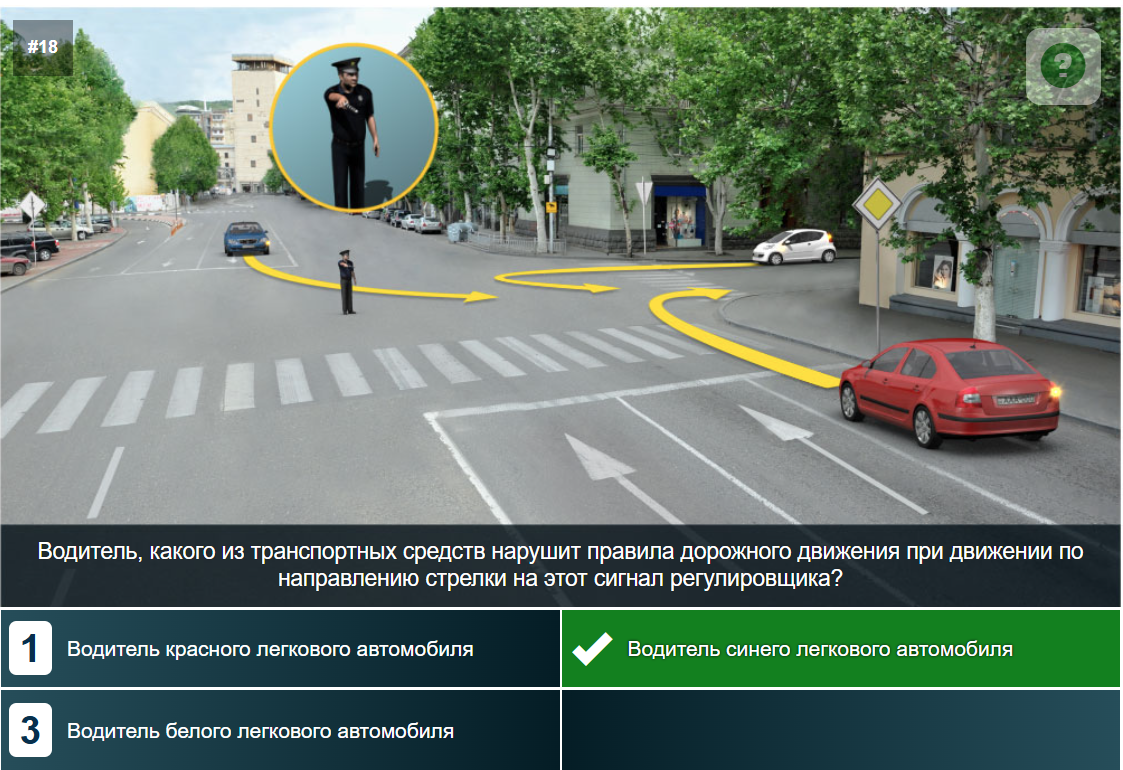 #18
?
Водитель, какого из транспортных средств нарушит правила дорожного движения при движении по
направлению стрелки на этот сигнал регулировщика?
1 Водитель красного легкового автомобиля
Водитель синего легкового автомобиля
3 Водитель белого легкового автомобиля